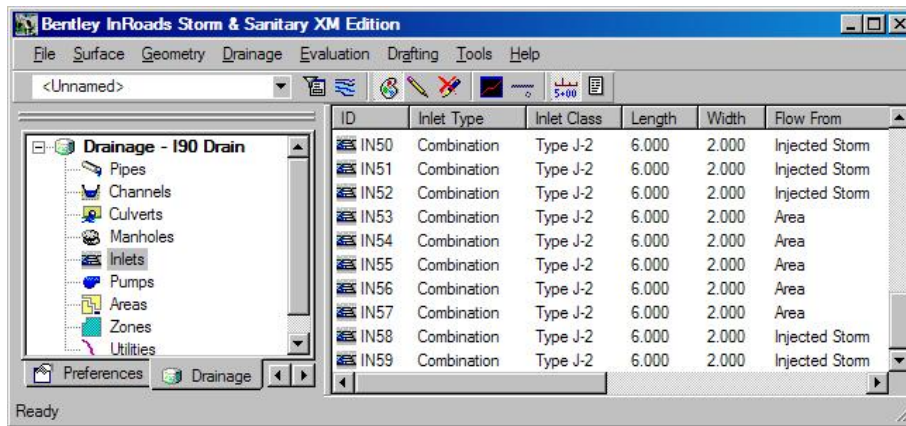 Bentley InRoads Storm & Sanitary XM Edition
File Surface Geometry Drainage Evaluation Drafting Tools Help
<Unnamed>
5+00
Drainage - I90 Drain
Pipes
Channels
Culverts
Manholes
Inlets
Pumps
Areas
Zones
Utilities
Preferences Drainage
ID Inlet Type Inlet Class Length Width Flow From
IN50 Combination Type J-2 6.000 2.000 Injected Storm
IN51 Combination Type J-2 6.000 2.000 Injected Storm
IN52 Combination Type J-2 6.000 2.000 Injected Storm
IN53 Combination Type J-2 6.000 2.000 Area
IN54 Combination Type J-2 6.000 2.000 Area
IN55 Combination Type J-2 6.000 2.000 Area
IN56 Combination Type J-2 6.000 2.000 Area
IN57 Combination Type J-2 6.000 2.000 Area
IN58 Combination Type J-2 6.000 2.000 Injected Storm
IN59 Combination Type J-2 6.000 2.000 Injected Storm
Ready